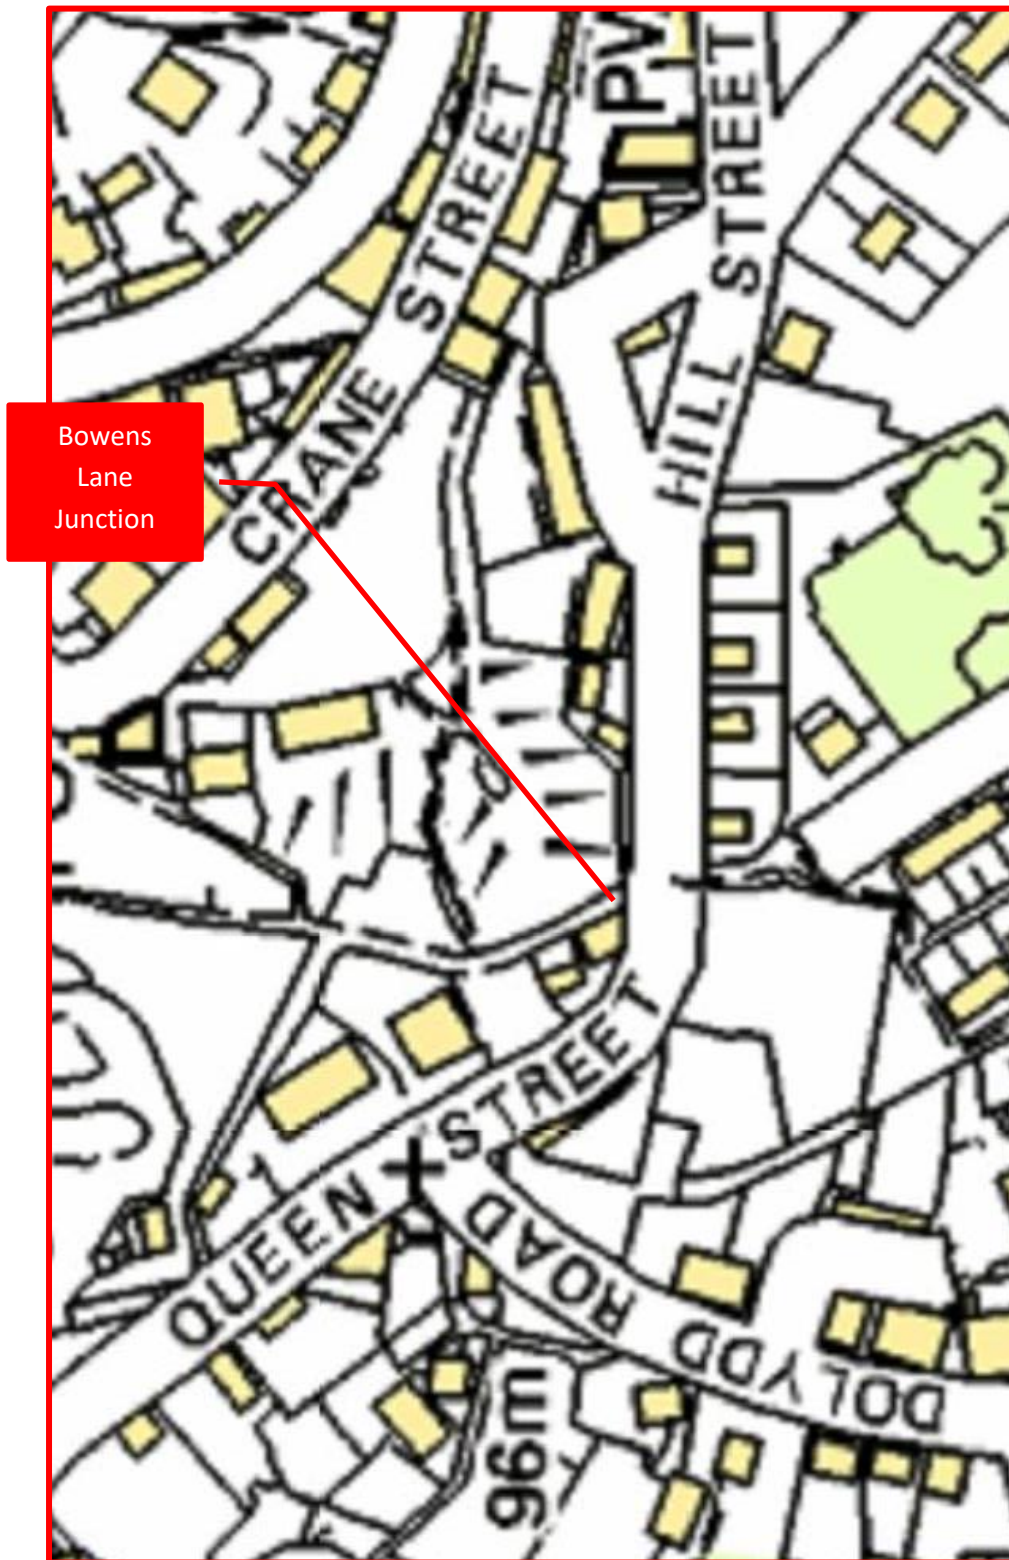 PW
HILL STREET
CRANE STREET
Bowens
Lane
Junction
QUEEN STREET
DOLYDD ROAD
96m